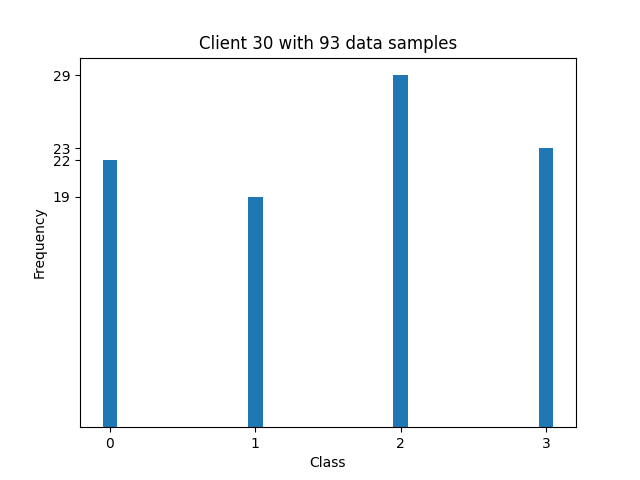 Client 30 with 93 data samples
29
23
22
19
Frequency
0 1 2 3
Class